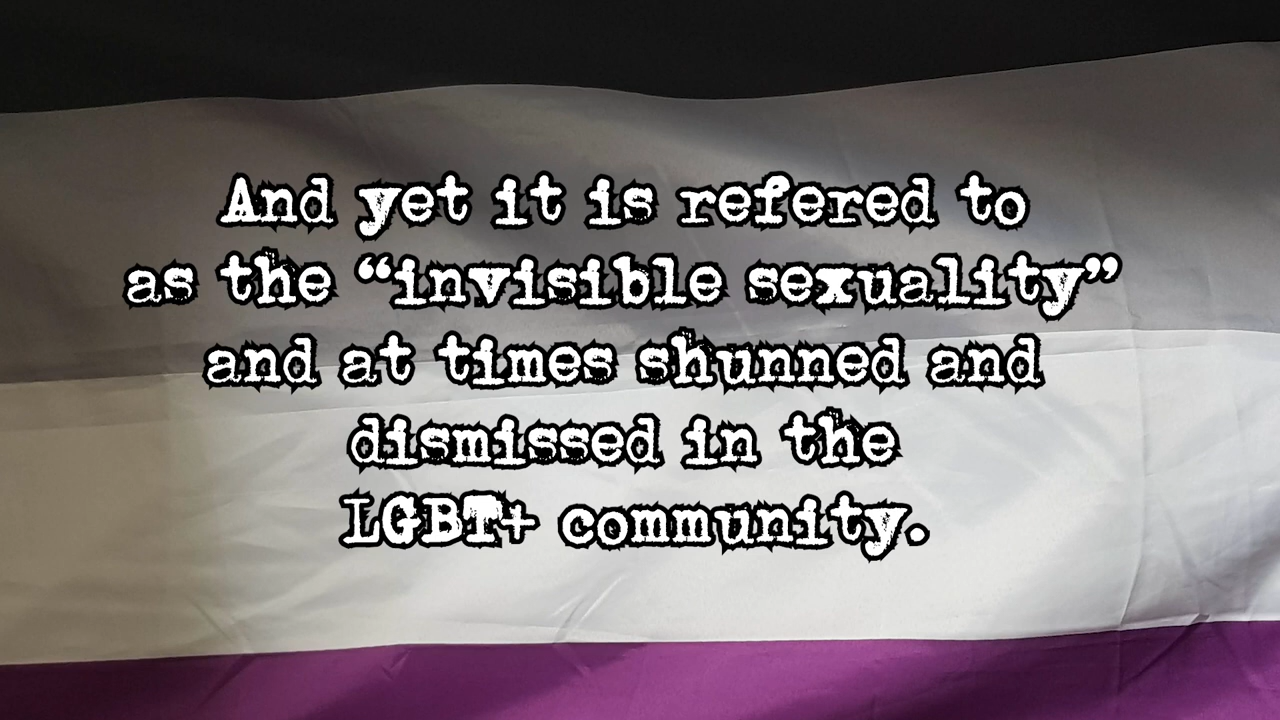 And yet it is refered to
as the “invisible sexuality”
and at times shunned and
dismissed in the
LGBT+ community.